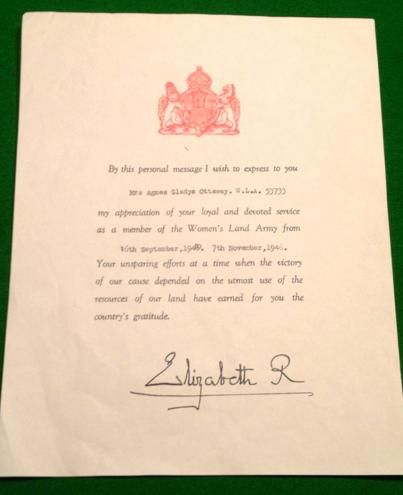 By this personal message I wish to express to you
Mrs Agnes Gladys Ottaway. W.L.A. 55755
my appreciation of your loyal and devoted service
as a member of the Women's Land Army from
16th September, 7th November,1946.
Your unsparing efforts at a time when the victory
of our cause depended on the utmost use of the
resources of our land have earned for you the
country's gratitude.
Elizabeth R